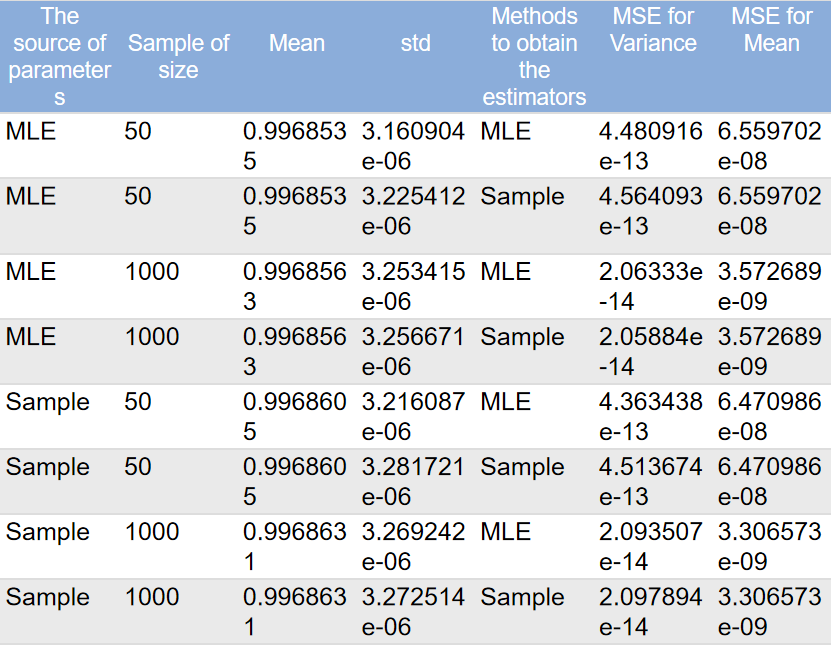 The source of parameters Sample of size Mean std Methods to obtain the estimators MSE for Variance MSE for Mean
MLE 50 0.9968535 3.160904e-06 MLE 4.480916e-13 6.559702e-08
MLE 50 0.9968535 3.225412e-06 Sample 4.564093e-13 6.559702e-08
MLE 1000 0.9968563 3.253415e-06 MLE 2.06333e-14 3.572689e-09
MLE 1000 0.9968563 3.256671e-06 Sample 2.05884e-14 3.572689e-09
Sample 50 0.9968605 3.216087e-06 MLE 4.363438e-13 6.470986e-08
Sample 50 0.9968605 3.281721e-06 Sample 4.513674e-13 6.470986e-08
Sample 1000 0.9968631 3.269242e-06 MLE 2.093507e-14 3.306573e-09
Sample 1000 0.9968631 3.272514e-06 Sample 2.097894e-14 3.306573e-09